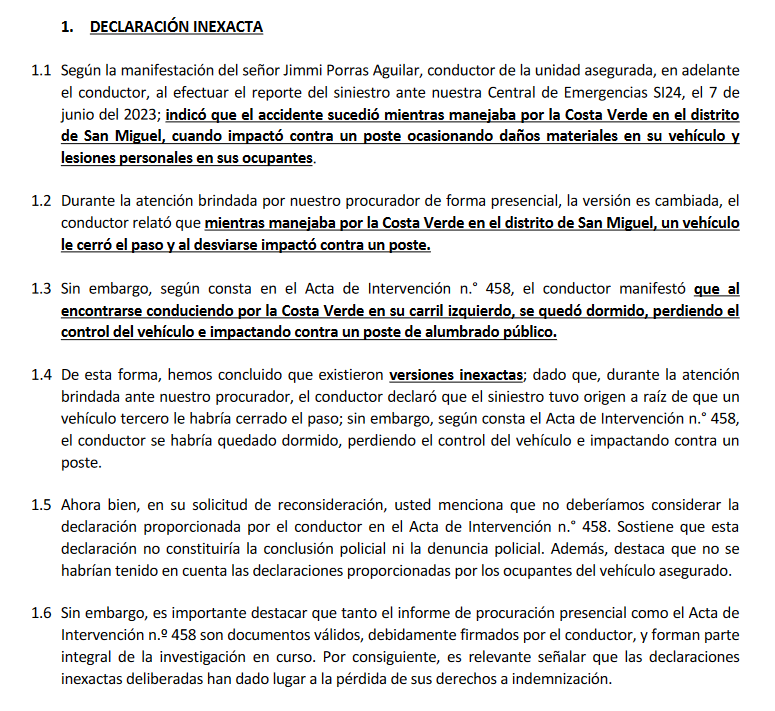 1. DECLARACIÓN INEXACTA
1.1 Según la manifestación del señor Jimmi Porras Aguilar, conductor de la unidad asegurada, en adelante
el conductor, al efectuar el reporte del siniestro ante nuestra Central de Emergencias SI24, el 7 de
junio del 2023; indicó que el accidente sucedió mientras manejaba por la Costa Verde en el distrito
de San Miguel, cuando impactó contra un poste ocasionando daños materiales en su vehículo y
lesiones personales en sus ocupantes.
1.2 Durante la atención brindada por nuestro procurador de forma presencial, la versión es cambiada, el
conductor relató que mientras manejaba por la Costa Verde en el distrito de San Miguel, un vehículo
le cerró el paso y al desviarse impactó contra un poste.
1.3 Sin embargo, según consta en el Acta de Intervención n.° 458, el conductor manifestó que al
encontrarse conduciendo por la Costa Verde en su carril izquierdo, se quedó dormido, perdiendo el
control del vehículo e impactando contra un poste de alumbrado público.
1.4 De esta forma, hemos concluido que existieron versiones inexactas; dado que, durante la atención
brindada ante nuestro procurador, el conductor declaró que el siniestro tuvo origen a raíz de que un
vehículo tercero le habría cerrado el paso; sin embargo, según consta el Acta de Intervención n.° 458,
el conductor se habría quedado dormido, perdiendo el control del vehículo e impactando contra un
poste.
1.5 Ahora bien, en su solicitud de reconsideración, usted menciona que no deberíamos considerar la
declaración proporcionada por el conductor en el Acta de Intervención n.° 458. Sostiene que esta
declaración no constituiría la conclusión policial ni la denuncia policial. Además, destaca que no se
habrían tenido en cuenta las declaraciones proporcionadas por los ocupantes del vehículo asegurado.
1.6 Sin embargo, es importante destacar que tanto el informe de procuración presencial como el Acta de
Intervención n.º 458 son documentos válidos, debidamente firmados por el conductor, y forman parte
integral de la investigación en curso. Por consiguiente, es relevante señalar que las declaraciones
inexactas deliberadas han dado lugar a la pérdida de sus derechos a indemnización.